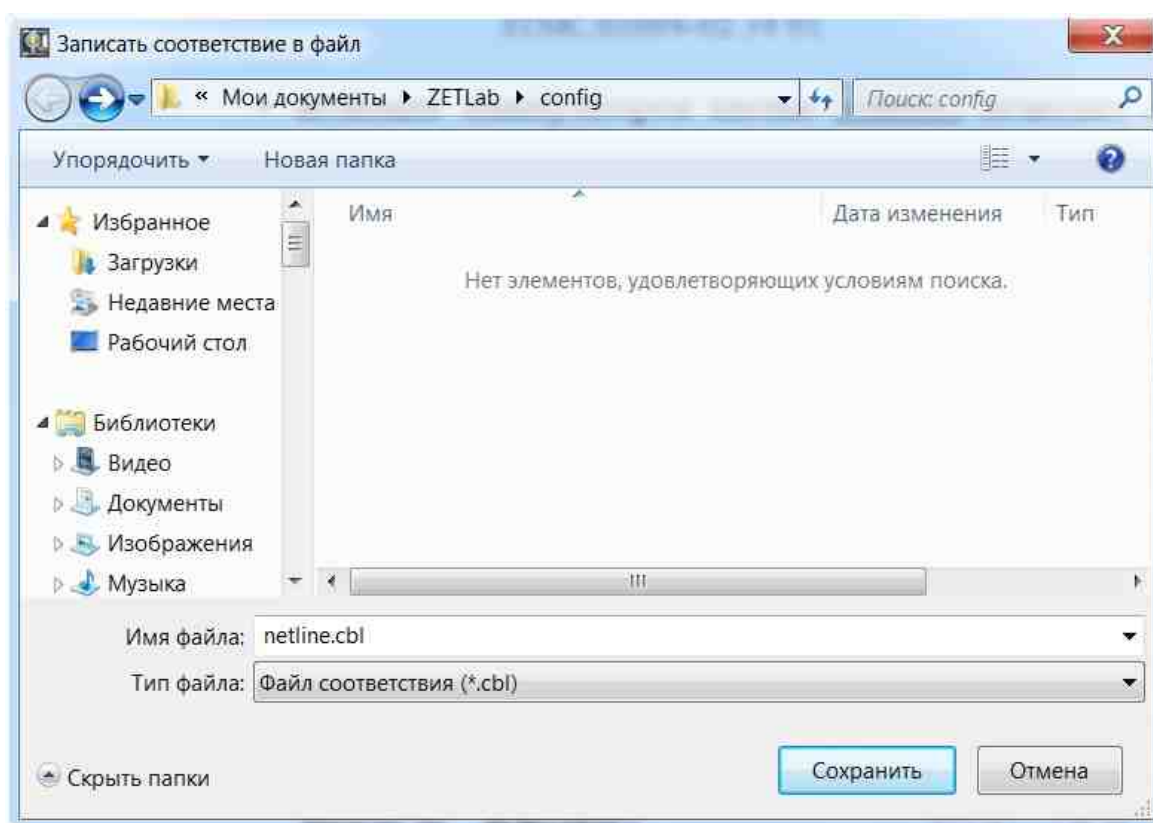 Записать соответствие в файл
« Мои документы ▸ ZETLab ▸ config
Поиск: config
Упорядочить Новая папка
Имя Дата изменения Тип
Нет элементов, удовлетворяющих условиям поиска.
Избранное
Загрузки
Недавние места
Рабочий стол
Библиотеки
Видео
Документы
Изображения
Музыка
Имя файла: netline.cbl
Тип файла: Файл соответствия (*.cbl)
Скрыть папки
Сохранить Отмена